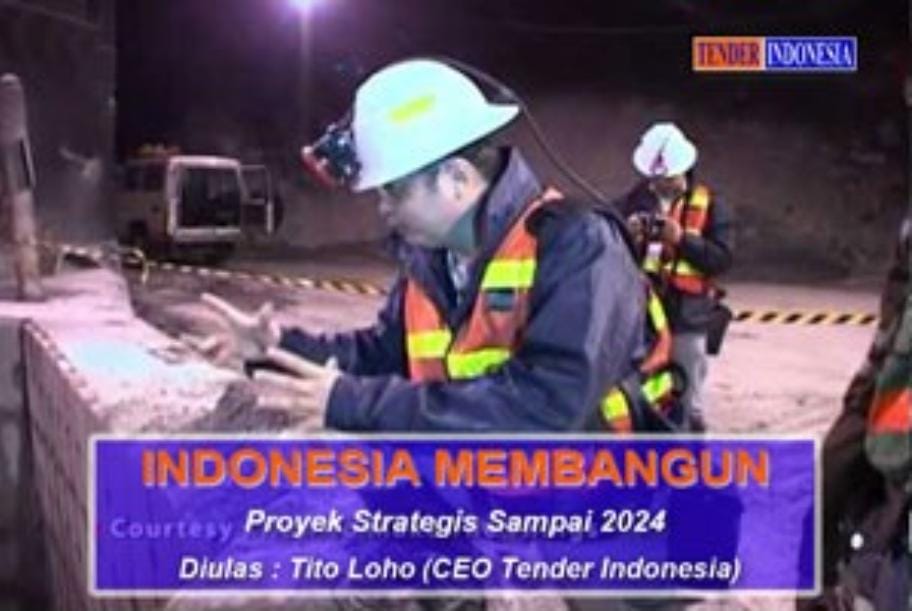 TENDER INDONESIA
INDONESIA MEMBANGUN
Courtesy
Proyek Strategis Sampai 2024
Diulas : Tito Loho (CEO Tender Indonesia)